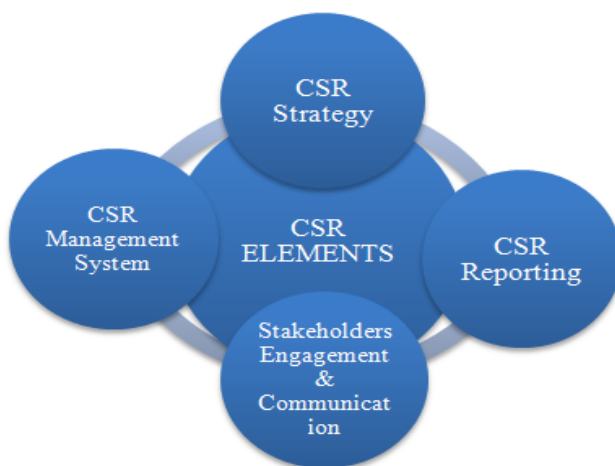 CSR
Strategy
CSR
Management
System
CSR
ELEMENTS
CSR
Reporting
Stakeholders
Engagement
&
Communicat
ion